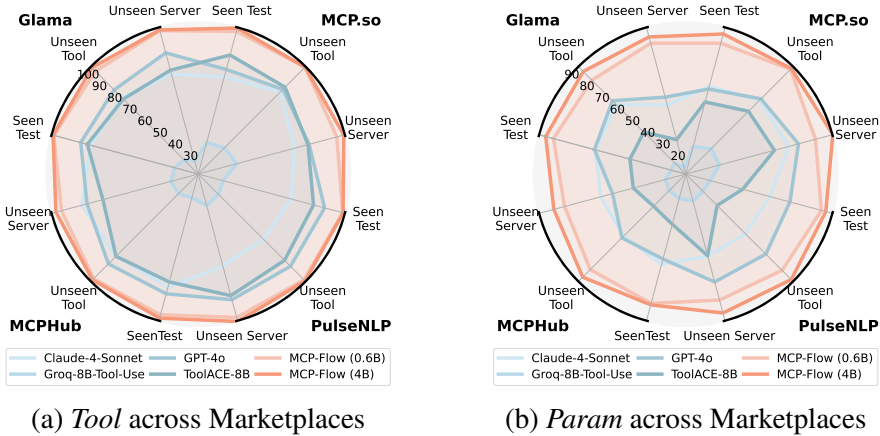 Unseen Server
Seen Test
Glama
MCP.so
Unseen
Tool
Unseen
Tool
100
90
80
70
60
50
40
30
Seen
Test
Unseen
Server
Unseen
Server
Seen
Test
Unseen
Tool
Unseen
Tool
MCPHub
SeenTest
Unseen Server
PulseNLP
Claude-4-Sonnet
GPT-4o
MCP-Flow (0.6B)
Groq-8B-Tool-Use
ToolACE-8B
MCP-Flow (4B)
(a) Tool across Marketplaces
Unseen Server
Seen Test
Glama
MCP.so
Unseen
Tool
Unseen
Tool
90
80
70
60
50
40
30
20
Seen
Test
Unseen
Server
Unseen
Server
Seen
Test
Unseen
Tool
Unseen
Tool
MCPHub
SeenTest
Unseen Server
PulseNLP
Claude-4-Sonnet
GPT-4o
MCP-Flow (0.6B)
Groq-8B-Tool-Use
ToolACE-8B
MCP-Flow (4B)
(b) Param across Marketplaces